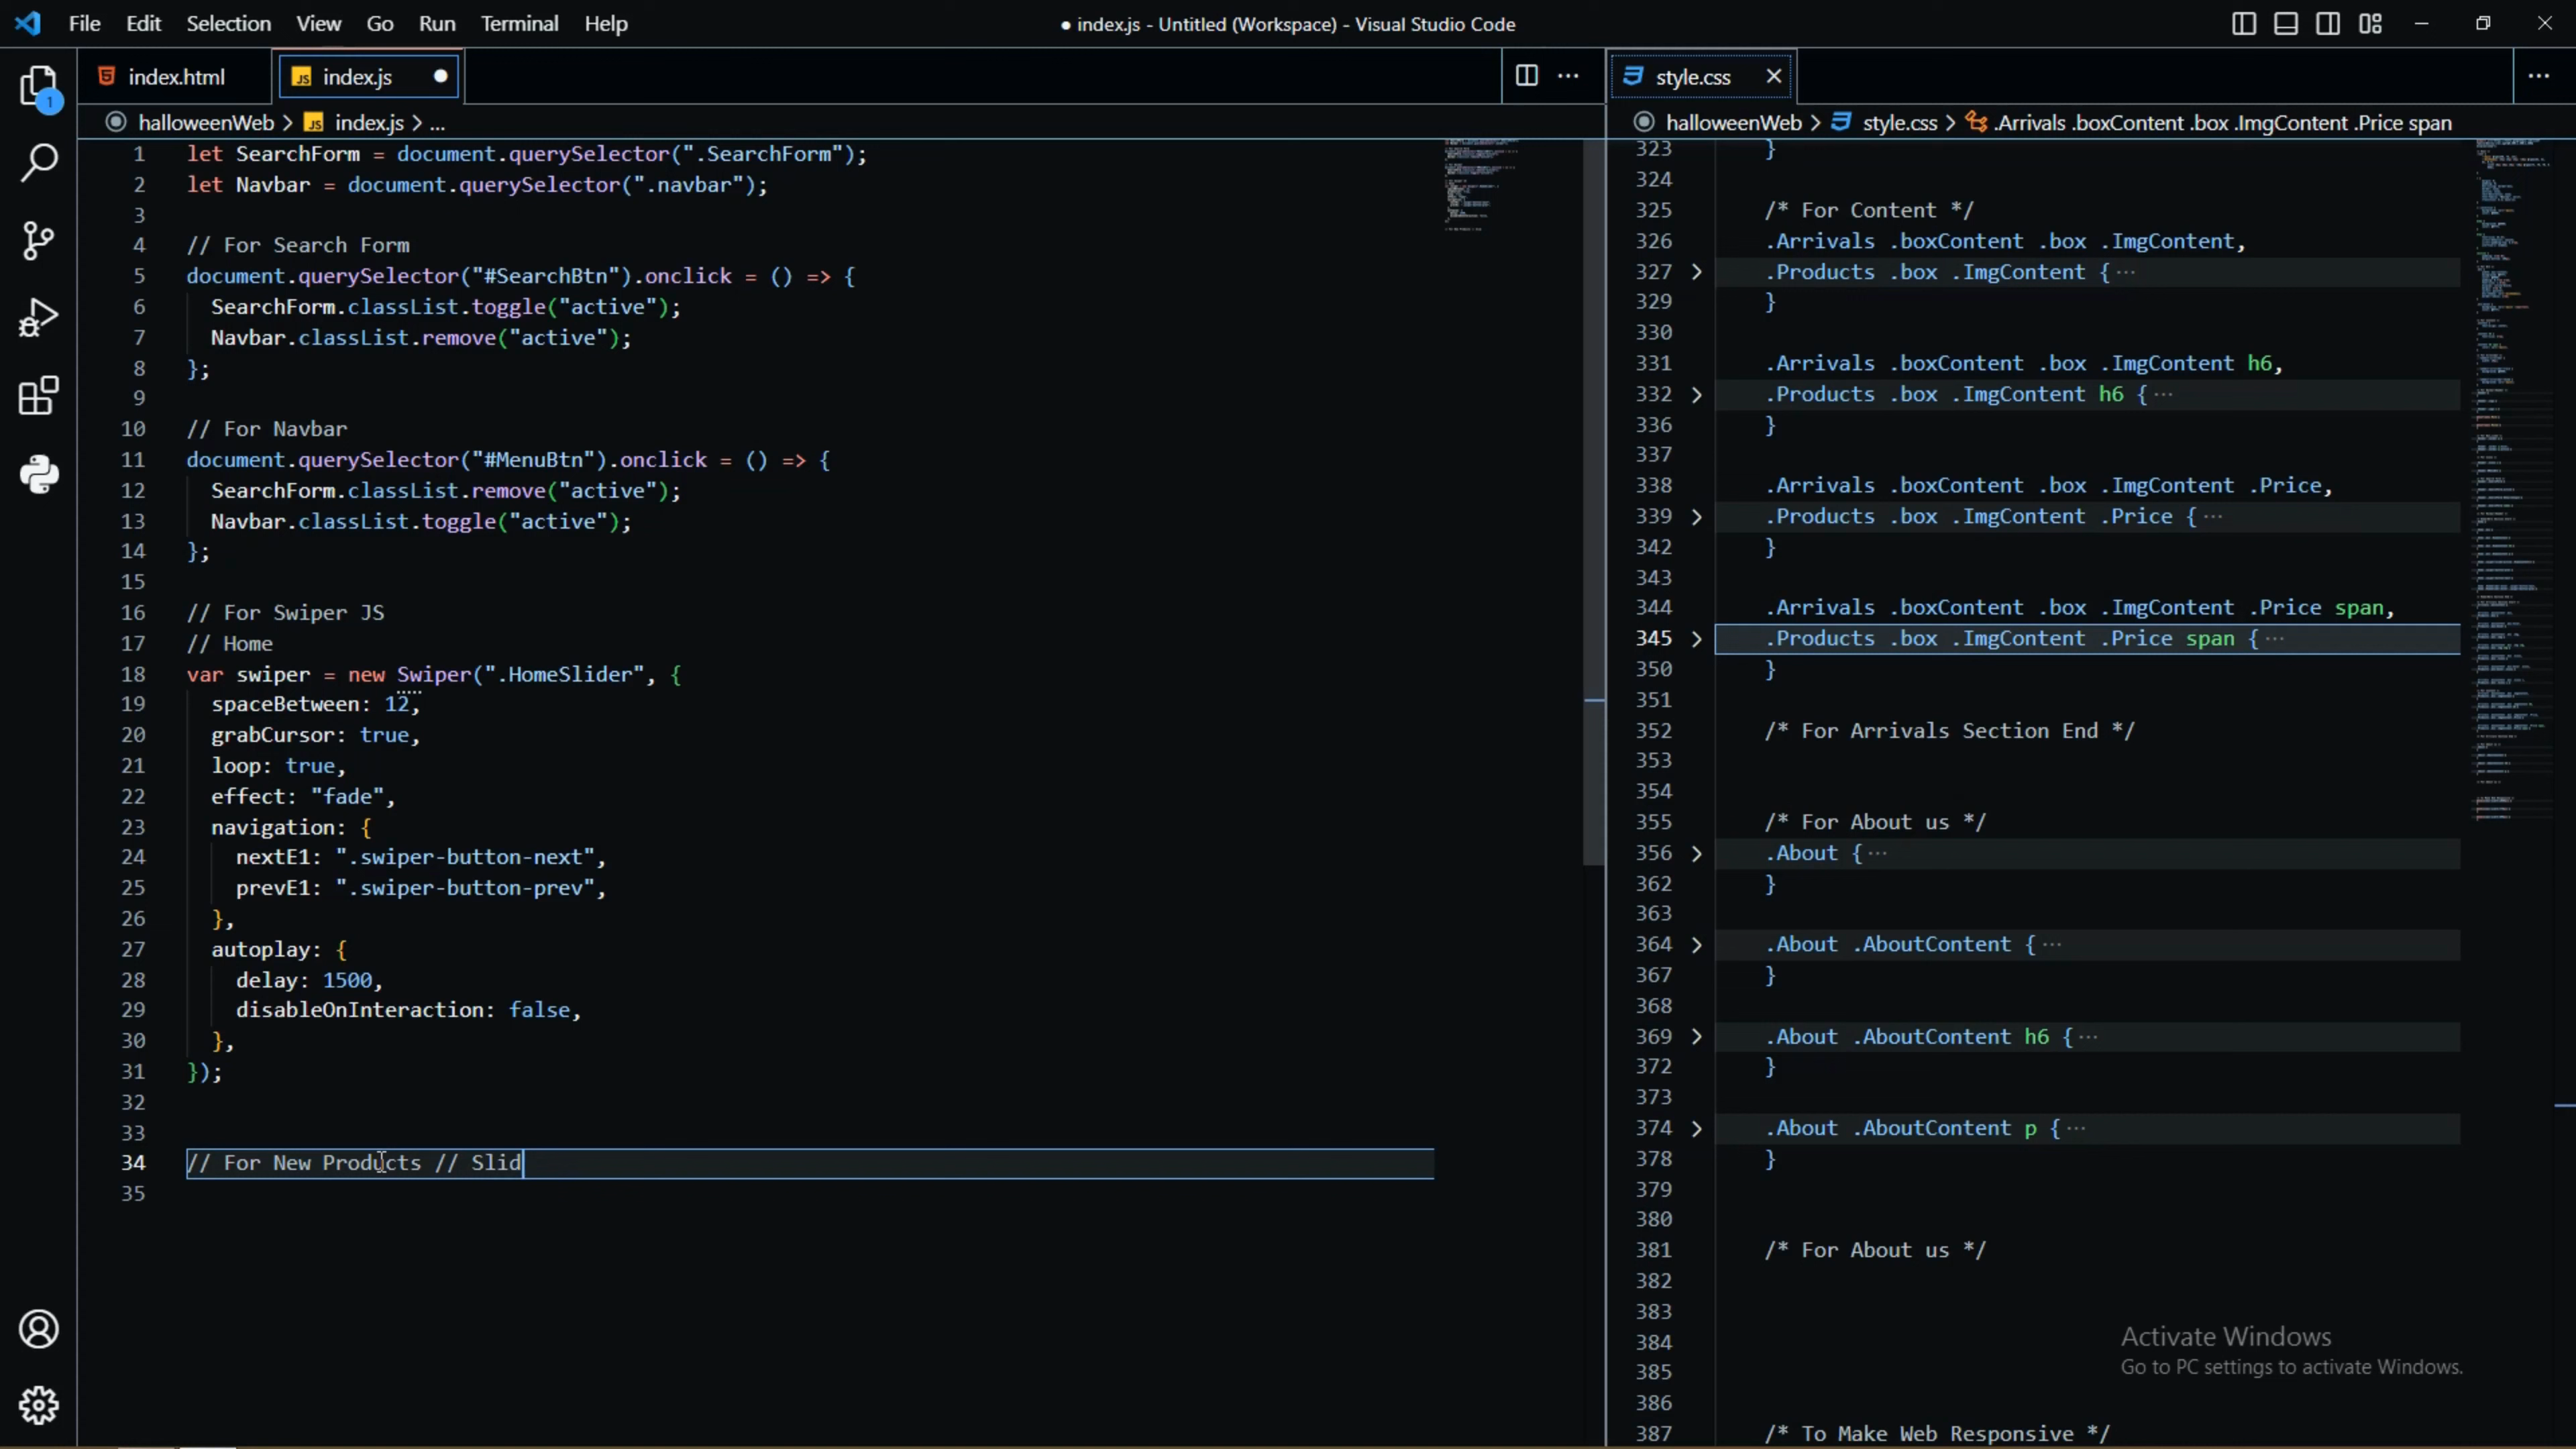 File Edit Selection View Go Run Terminal Help
● index.js - Untitled (Workspace) - Visual Studio Code
1
index.html
JS index.js ●
halloweenWeb > JS index.js > ...
1 let SearchForm = document.querySelector(".SearchForm");
2 let Navbar = document.querySelector(".navbar");
3
4 // For Search Form
5 document.querySelector("#SearchBtn").onclick = () => {
6 SearchForm.classList.toggle("active");
7 Navbar.classList.remove("active");
8 };
9
10 // For Navbar
11 document.querySelector("#MenuBtn").onclick = () => {
12 SearchForm.classList.remove("active");
13 Navbar.classList.toggle("active");
14 };
15
16 // For Swiper JS
17 // Home
18 var swiper = new Swiper(".HomeSlider", {
19 spaceBetween: 12,
20 grabCursor: true,
21 loop: true,
22 effect: "fade",
23 navigation: {
24 nextE1: ".swiper-button-next",
25 prevE1: ".swiper-button-prev",
26 },
27 autoplay: {
28 delay: 1500,
29 disableOnInteraction: false,
30 },
31 });
32
33
34 // For New Products // Slid
35
style.css
halloweenWeb > style.css > .Arrivals .boxContent .box .ImgContent .Price span
323 }
324
325 /* For Content */
326 .Arrivals .boxContent .box .ImgContent,
327 .Products .box .ImgContent { ···
329 }
330
331 .Arrivals .boxContent .box .ImgContent h6,
332 .Products .box .ImgContent h6 { ···
336 }
337
338 .Arrivals .boxContent .box .ImgContent .Price,
339 .Products .box .ImgContent .Price { ···
342 }
343
344 .Arrivals .boxContent .box .ImgContent .Price span,
345 .Products .box .ImgContent .Price span { ···
350 }
351
352 /* For Arrivals Section End */
353
354
355 /* For About us */
356 .About { ···
362 }
363
364 .About .AboutContent { ···
367 }
368
369 .About .AboutContent h6 { ···
372 }
373
374 .About .AboutContent p { ···
378 }
379
380
381 /* For About us */
382
383
384
385
386
387 /* To Make Web Responsive */
Activate Windows
Go to PC settings to activate Windows.